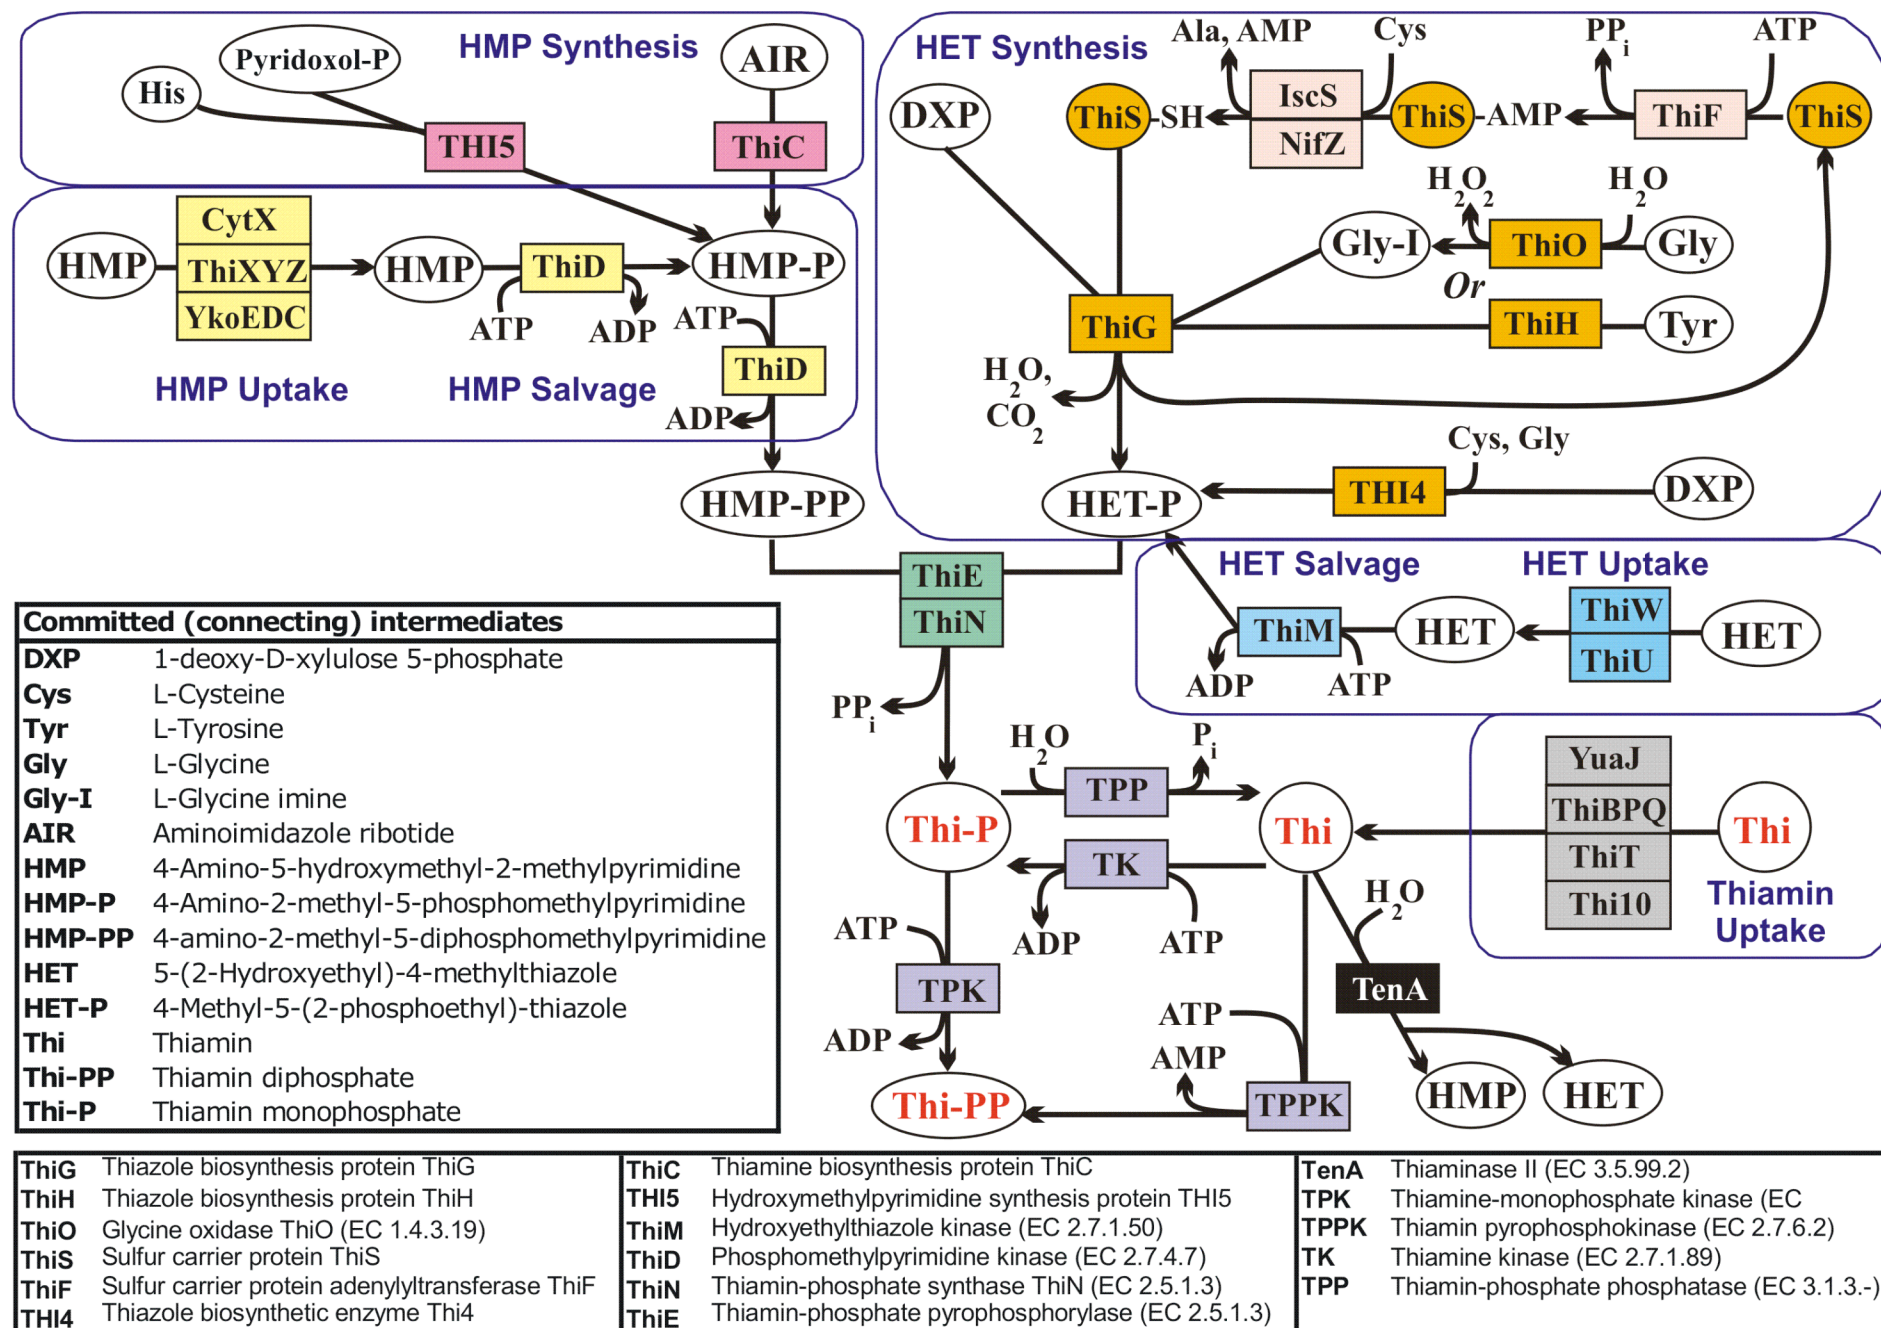 HMP Synthesis
Pyridoxol-P
His
AIR
THI5
ThiC
HMP
CytX
ThiXYZ
YkoEDC
HMP
ThiD
HMP-P
ATP
ADP
ATP
ThiD
ADP
HMP Uptake
HMP Salvage
HMP-PP
HET Synthesis
Ala, AMP
Cys
PPi
ATP
DXP
ThiS-SH
IscS
NifZ
ThiS-AMP
ThiF
ThiS
H2O2
H2O
Gly-I
ThiO
Gly
Or
ThiG
ThiH
Tyr
H2O,
CO2
Cys, Gly
HET-P
THI4
DXP
HET Salvage
HET Uptake
ThiE
ThiN
ThiM
HET
ThiW
ThiU
HET
ADP
ATP
PPi
H2O
Pi
TPP
Thi-P
Thi
TK
ADP
ATP
YuaJ
ThiBPQ
ThiT
Thi10
Thi
Thiamin
Uptake
H2O
ATP
TPK
ADP
TenA
ATP
AMP
Thi-PP
TPPK
HMP
HET
Committed (connecting) intermediates
DXP 1-deoxy-D-xylulose 5-phosphate
Cys L-Cysteine
Tyr L-Tyrosine
Gly L-Glycine
Gly-I L-Glycine imine
AIR Aminoimidazole ribotide
HMP 4-Amino-5-hydroxymethyl-2-methylpyrimidine
HMP-P 4-Amino-2-methyl-5-phosphomethylpyrimidine
HMP-PP 4-amino-2-methyl-5-diphosphomethylpyrimidine
HET 5-(2-Hydroxyethyl)-4-methylthiazole
HET-P 4-Methyl-5-(2-phosphoethyl)-thiazole
Thi Thiamin
Thi-PP Thiamin diphosphate
Thi-P Thiamin monophosphate
ThiG Thiazole biosynthesis protein ThiG
ThiH Thiazole biosynthesis protein ThiH
ThiO Glycine oxidase ThiO (EC 1.4.3.19)
ThiS Sulfur carrier protein ThiS
ThiF Sulfur carrier protein adenylyltransferase ThiF
THI4 Thiazole biosynthetic enzyme Thi4
ThiC Thiamine biosynthesis protein ThiC
THI5 Hydroxymethylpyrimidine synthesis protein THI5
ThiM Hydroxyethylthiazole kinase (EC 2.7.1.50)
ThiD Phosphomethylpyrimidine kinase (EC 2.7.4.7)
ThiN Thiamin-phosphate synthase ThiN (EC 2.5.1.3)
ThiE Thiamin-phosphate pyrophosphorylase (EC 2.5.1.3)
TenA Thiaminase II (EC 3.5.99.2)
TPK Thiamine-monophosphate kinase (EC
TPPK Thiamin pyrophosphokinase (EC 2.7.6.2)
TK Thiamine kinase (EC 2.7.1.89)
TPP Thiamin-phosphate phosphatase (EC 3.1.3.-)